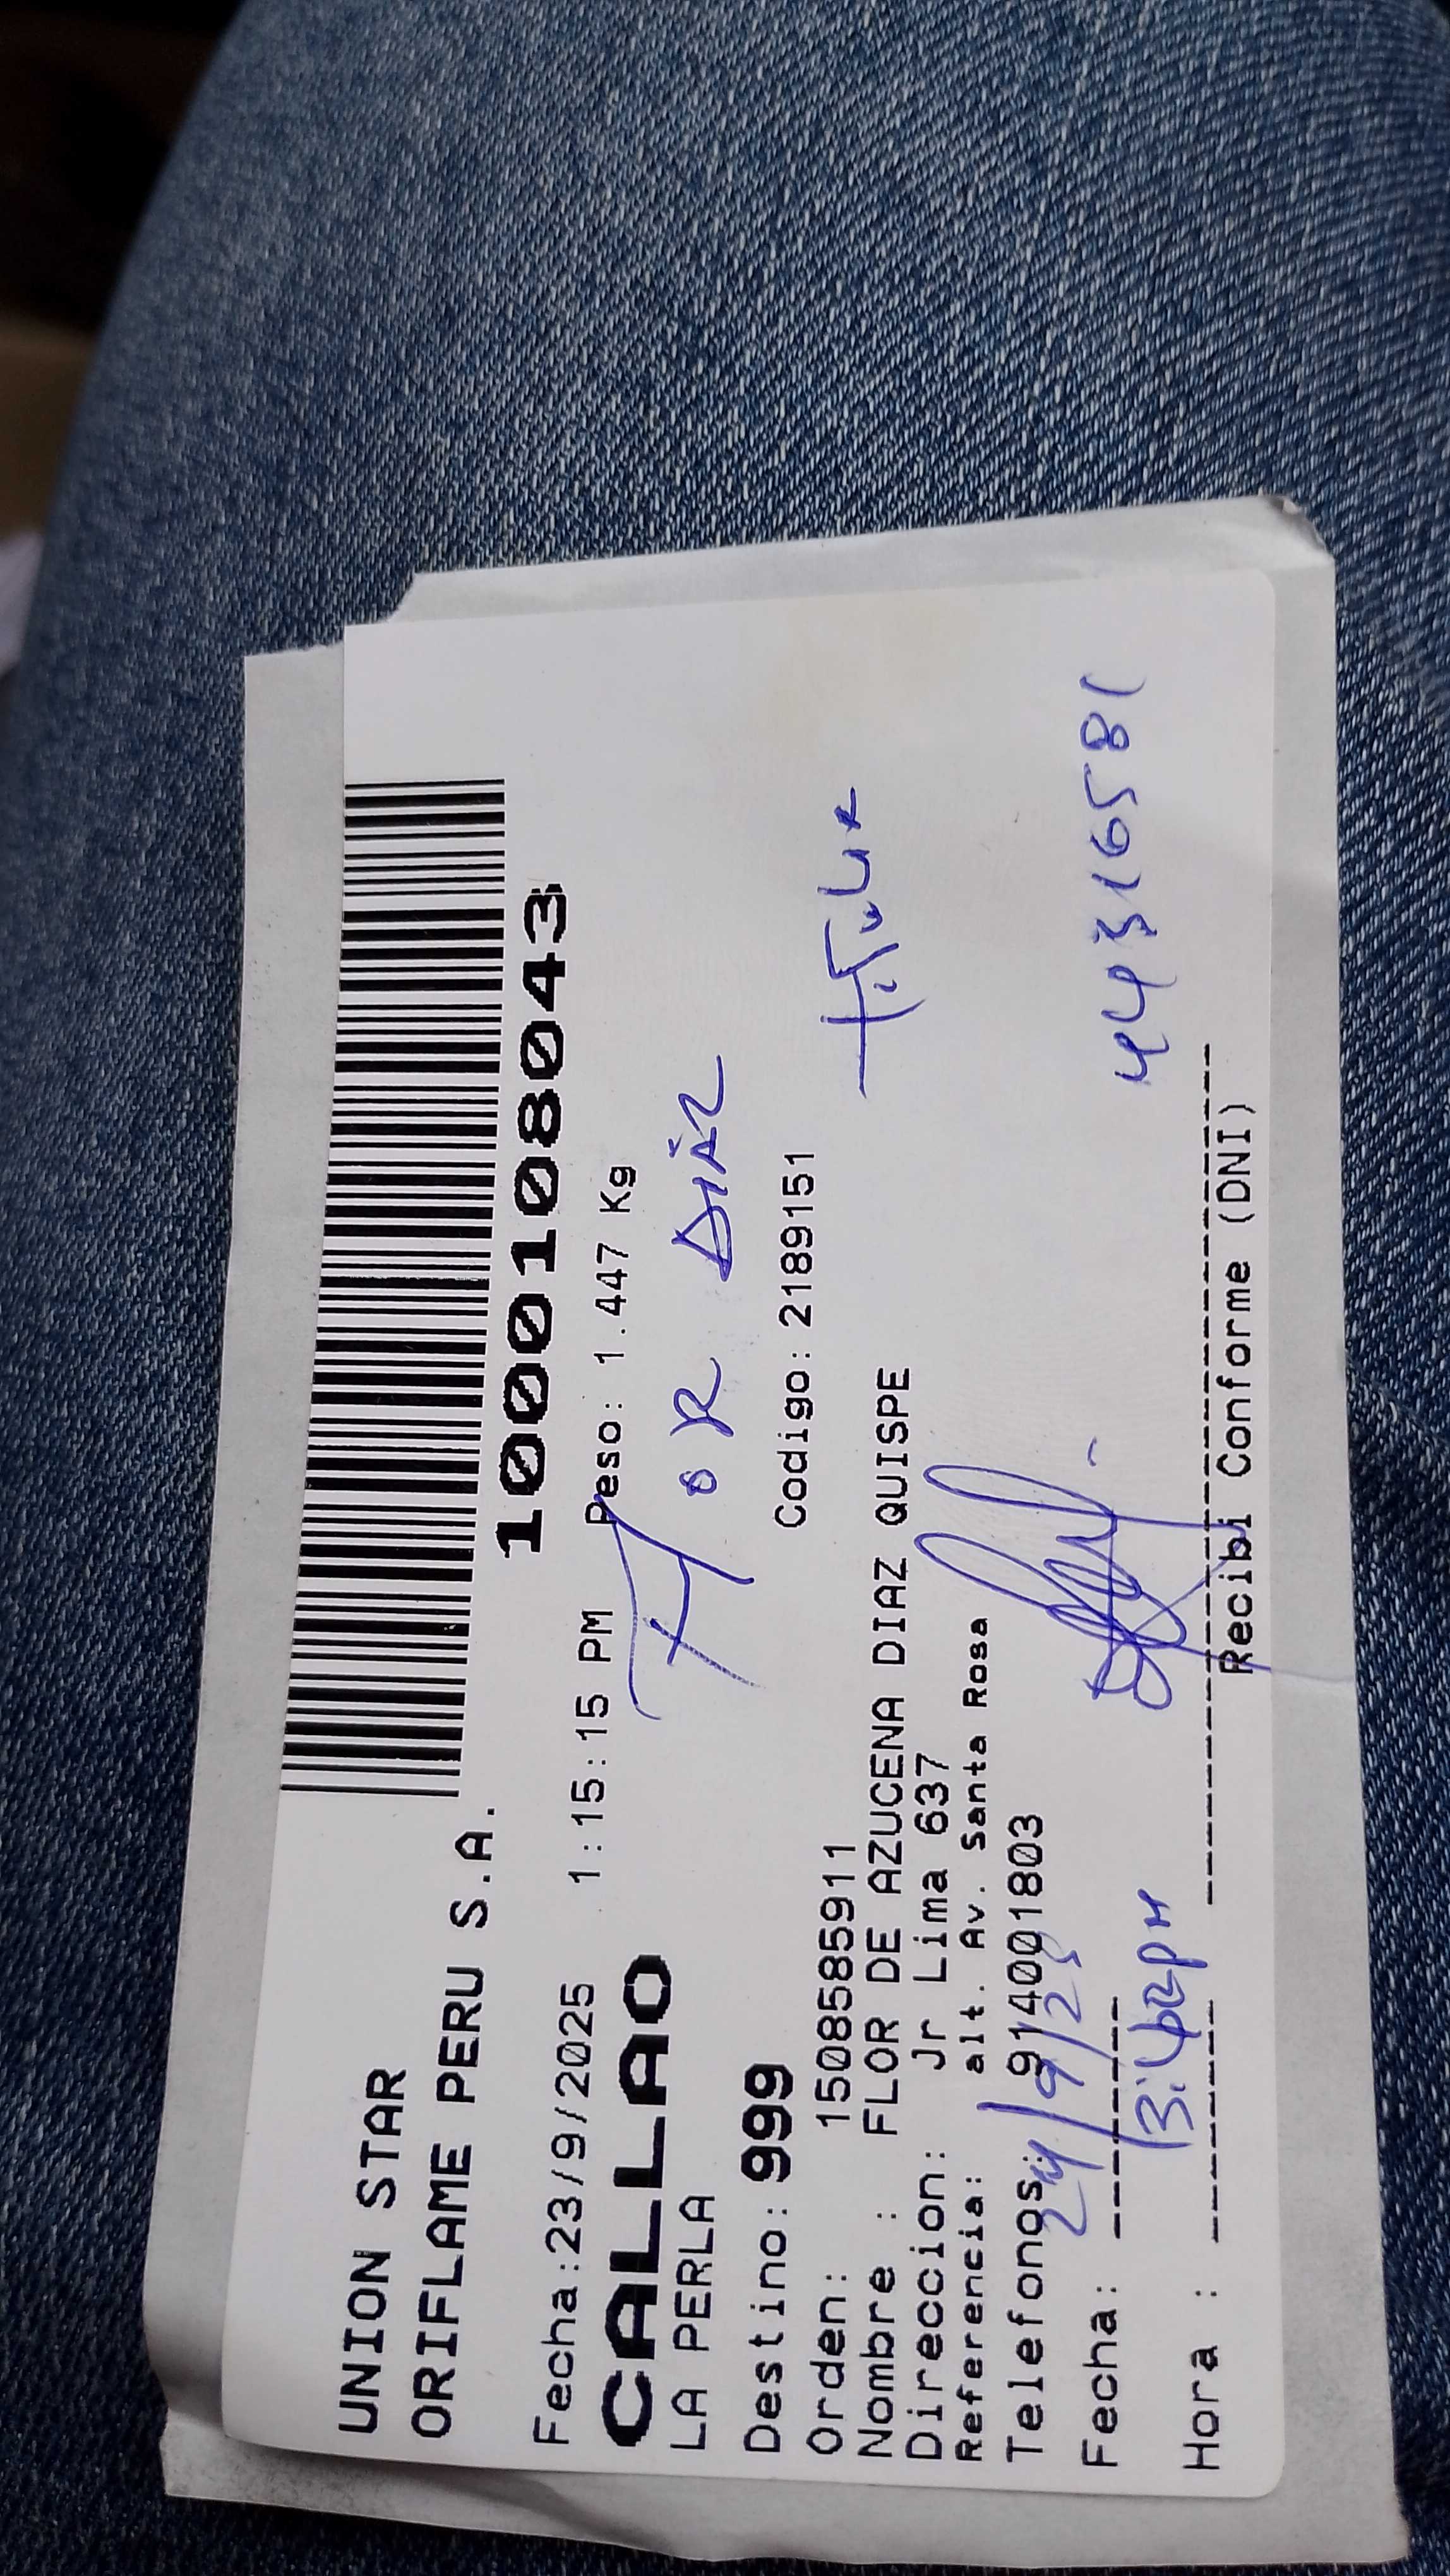 UNION STAR
ORIFLAME PERU S.A.
1000108043
Fecha:23/9/2025 1:15:15 PM Peso: 1.447 Kg
CALLAO
LA PERLA
DIAZ
Destino: 999 Codigo: 2189151
Orden: 1508585911
Nombre : FLOR DE AZUCENA DIAZ QUISPE
Direccion: Jr Lima 637
Referencia: alt. Av. Santa Rosa
Telefonos: 914001803
Fecha: 24/9/25
44316581
Hora :
Recibi Conforme (DNI)